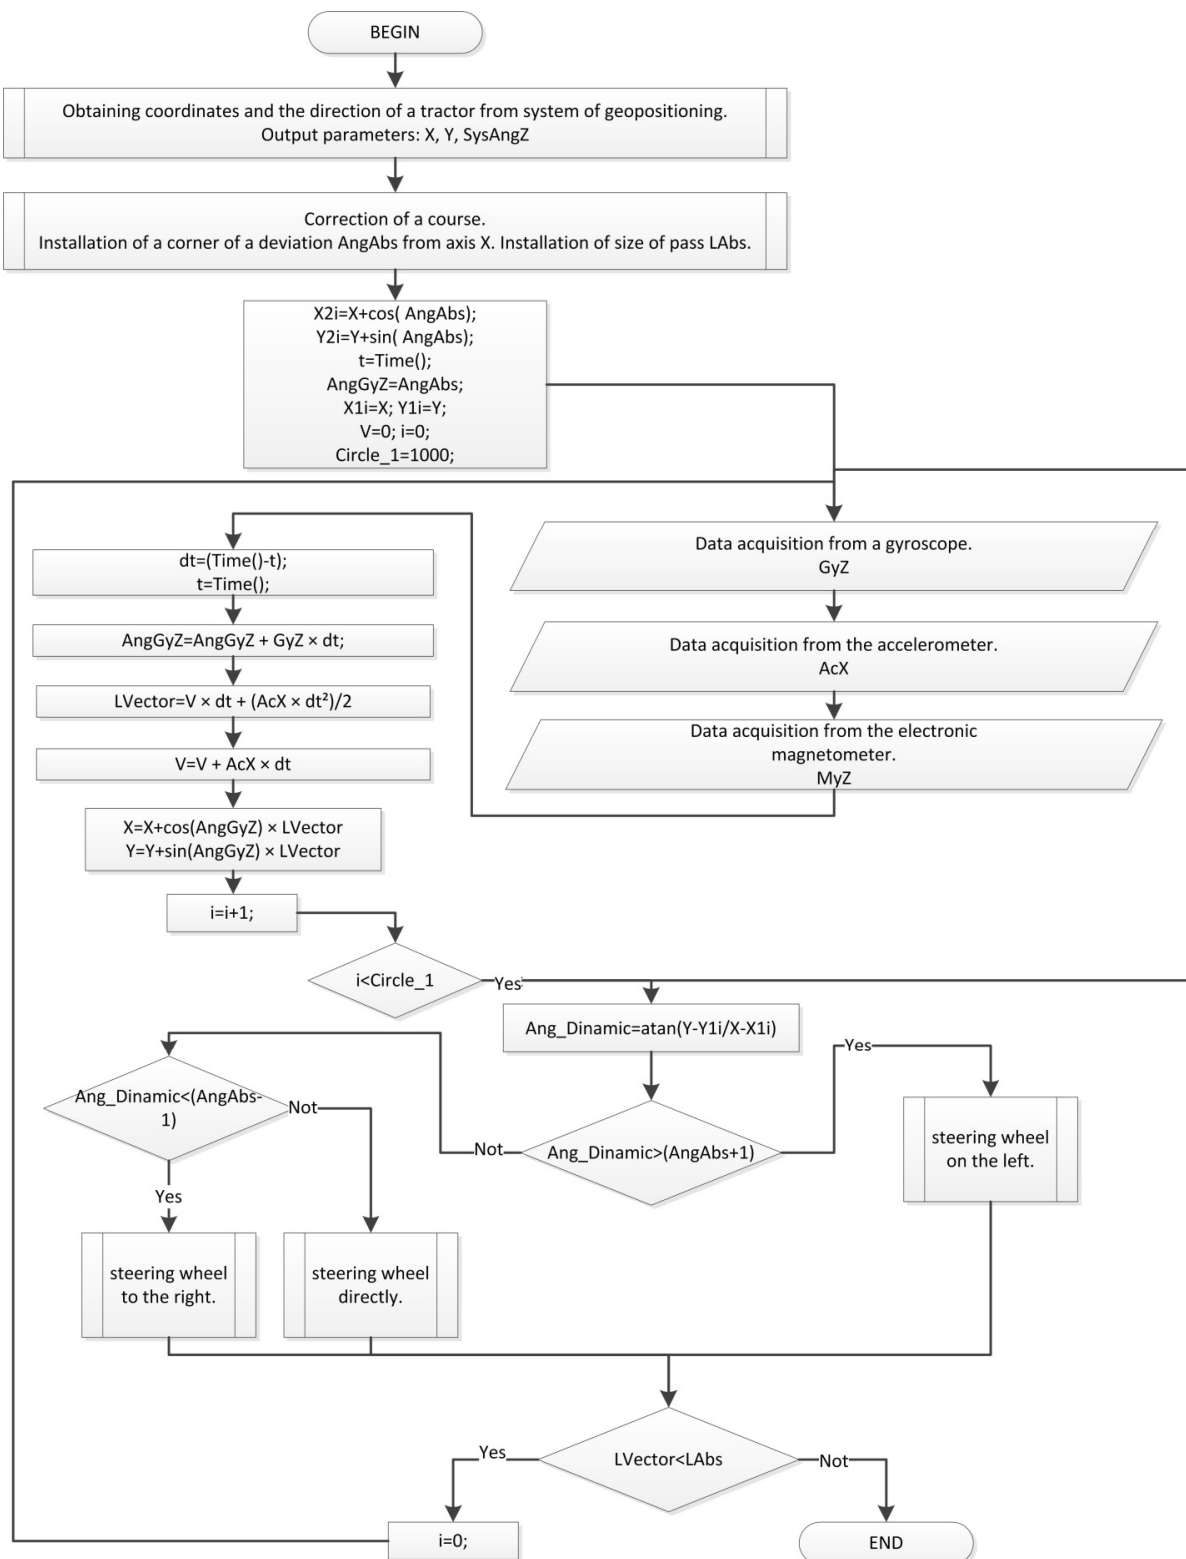 BEGIN
Obtaining coordinates and the direction of a tractor from system of geopositioning.
Output parameters: X, Y, SysAngZ
Correction of a course.
Installation of a corner of a deviation AngAbs from axis X. Installation of size of pass LAbs.
X2i=X+cos( AngAbs);
Y2i=Y+sin( AngAbs);
t=Time();
AngGyZ=AngAbs;
X1i=X; Y1i=Y;
V=0; i=0;
Circle_1=1000;
Data acquisition from a gyroscope.
GyZ
Data acquisition from the accelerometer.
AcX
Data acquisition from the electronic
magnetometer.
MyZ
dt=(Time()-t);
t=Time();
AngGyZ=AngGyZ + GyZ × dt;
LVector=V × dt + (AcX × dt²)/2
V=V + AcX × dt
X=X+cos(AngGyZ) × LVector
Y=Y+sin(AngGyZ) × LVector
i=i+1;
i<Circle_1
Yes
Ang_Dinamic=atan(Y-Y1i/X-X1i)
Ang_Dinamic>(AngAbs+1)
Yes
steering wheel
on the left.
Not
Ang_Dinamic<(AngAbs-
1)
Not
Yes
steering wheel
to the right.
steering wheel
directly.
LVector<LAbs
Yes
Not
i=0;
END